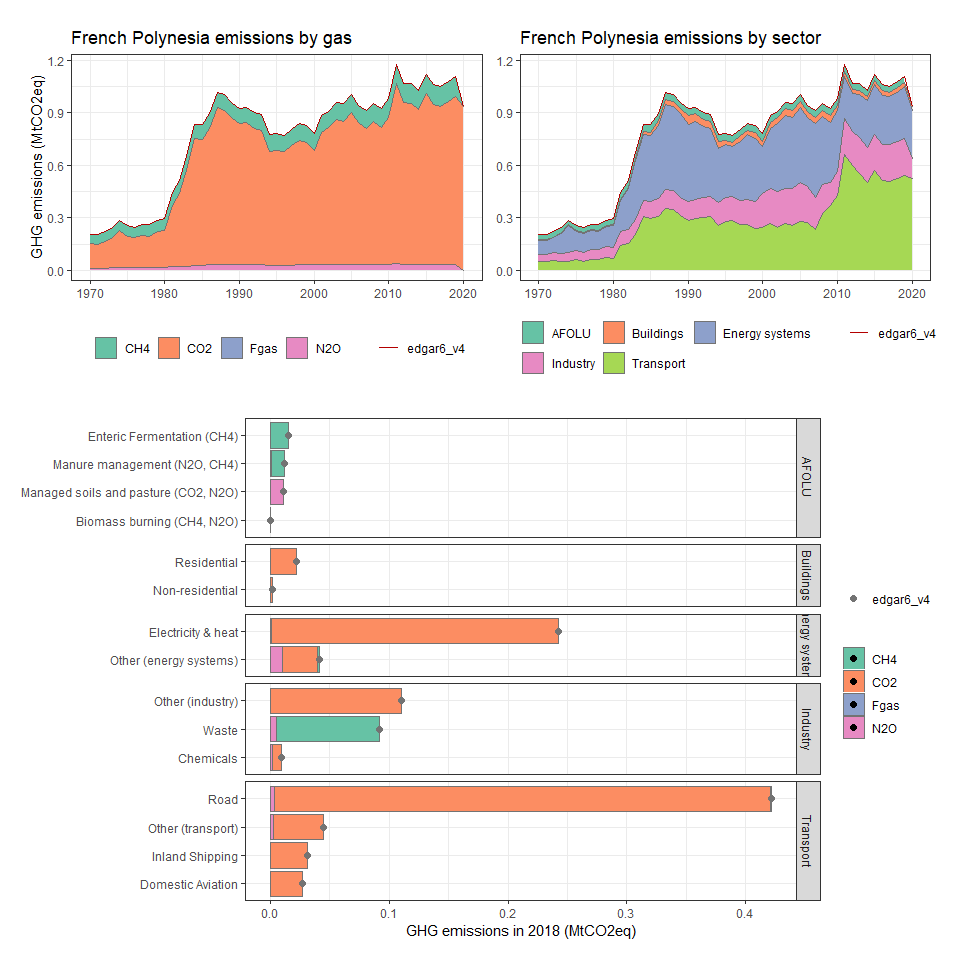 French Polynesia emissions by gas
French Polynesia emissions by sector
GHG emissions (MtCO2eq)
1.2
0.9
0.6
0.3
0.0
1970 1980 1990 2000 2010 2020
1.2
0.9
0.6
0.3
0.0
1970 1980 1990 2000 2010 2020
CH4 CO2 Fgas N2O edgar6_v4
AFOLU Buildings Energy systems edgar6_v4
Industry Transport
Enteric Fermentation (CH4)
Manure management (N2O, CH4)
Managed soils and pasture (CO2, N2O)
Biomass burning (CH4, N2O)
AFOLU
Residential
Non-residential
Buildings
Electricity & heat
Other (energy systems)
ergy syster
Other (industry)
Waste
Chemicals
Industry
Road
Other (transport)
Inland Shipping
Domestic Aviation
Transport
0.0 0.1 0.2 0.3 0.4
GHG emissions in 2018 (MtCO2eq)
edgar6_v4
CH4
CO2
Fgas
N2O